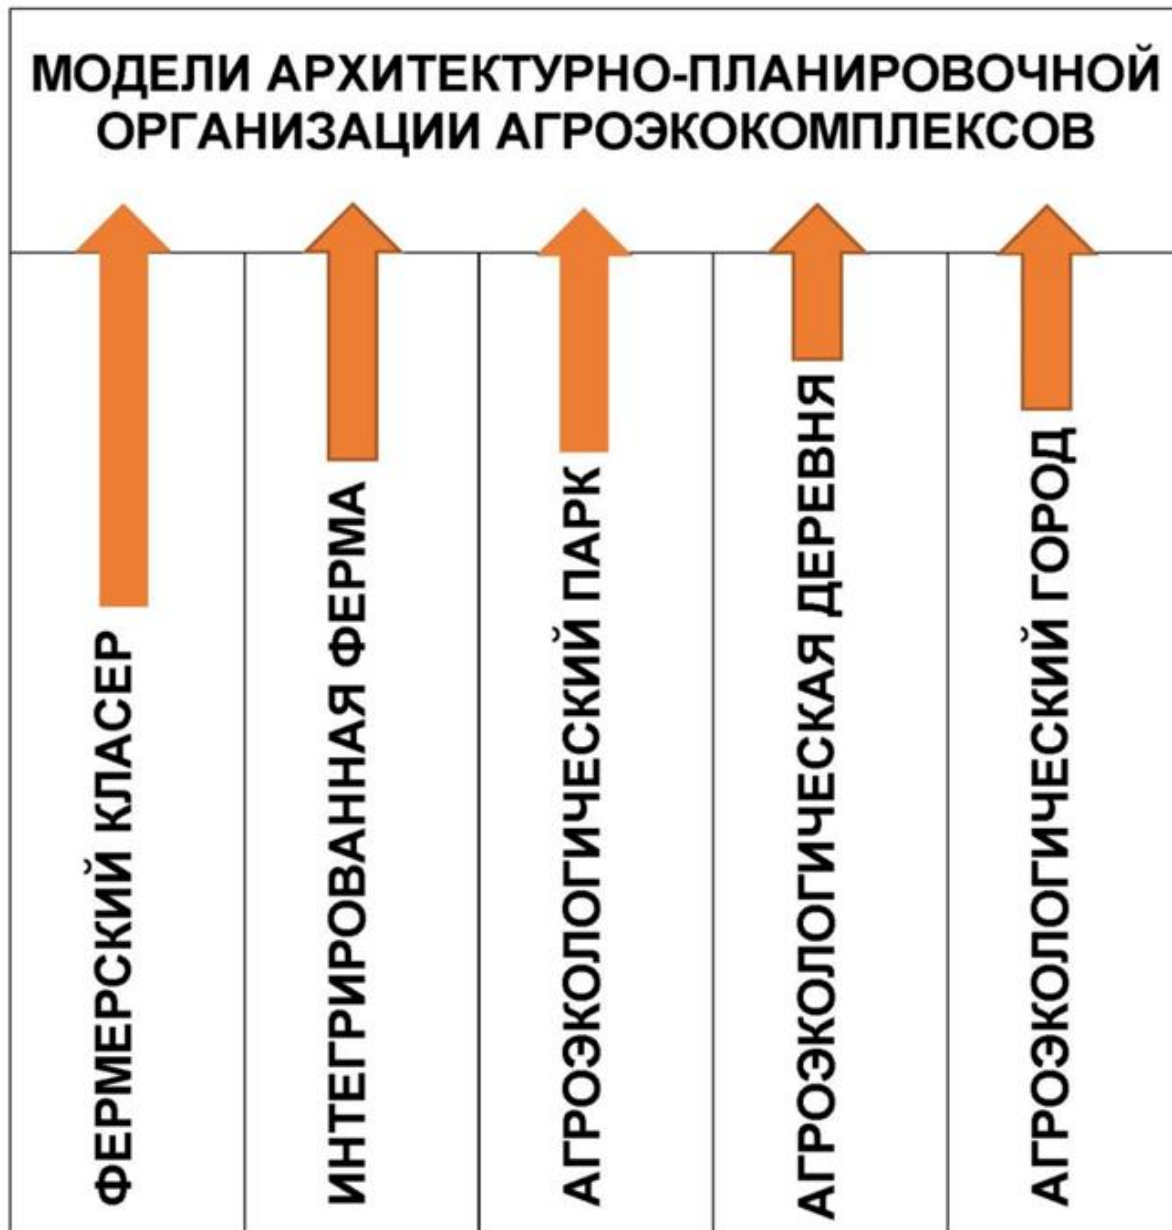 МОДЕЛИ АРХИТЕКТУРНО-ПЛАНИРОВОЧНОЙ
ОРГАНИЗАЦИИ АГРОЭКОКОМПЛЕКСОВ
ФЕРМЕРСКИЙ КЛАСЕР
ИНТЕГРИРОВАННАЯ ФЕРМА
АГРОЭКОЛОГИЧЕСКИЙ ПАРК
АГРОЭКОЛОГИЧЕСКАЯ ДЕРЕВНЯ
АГРОЭКОЛОГИЧЕСКИЙ ГОРОД